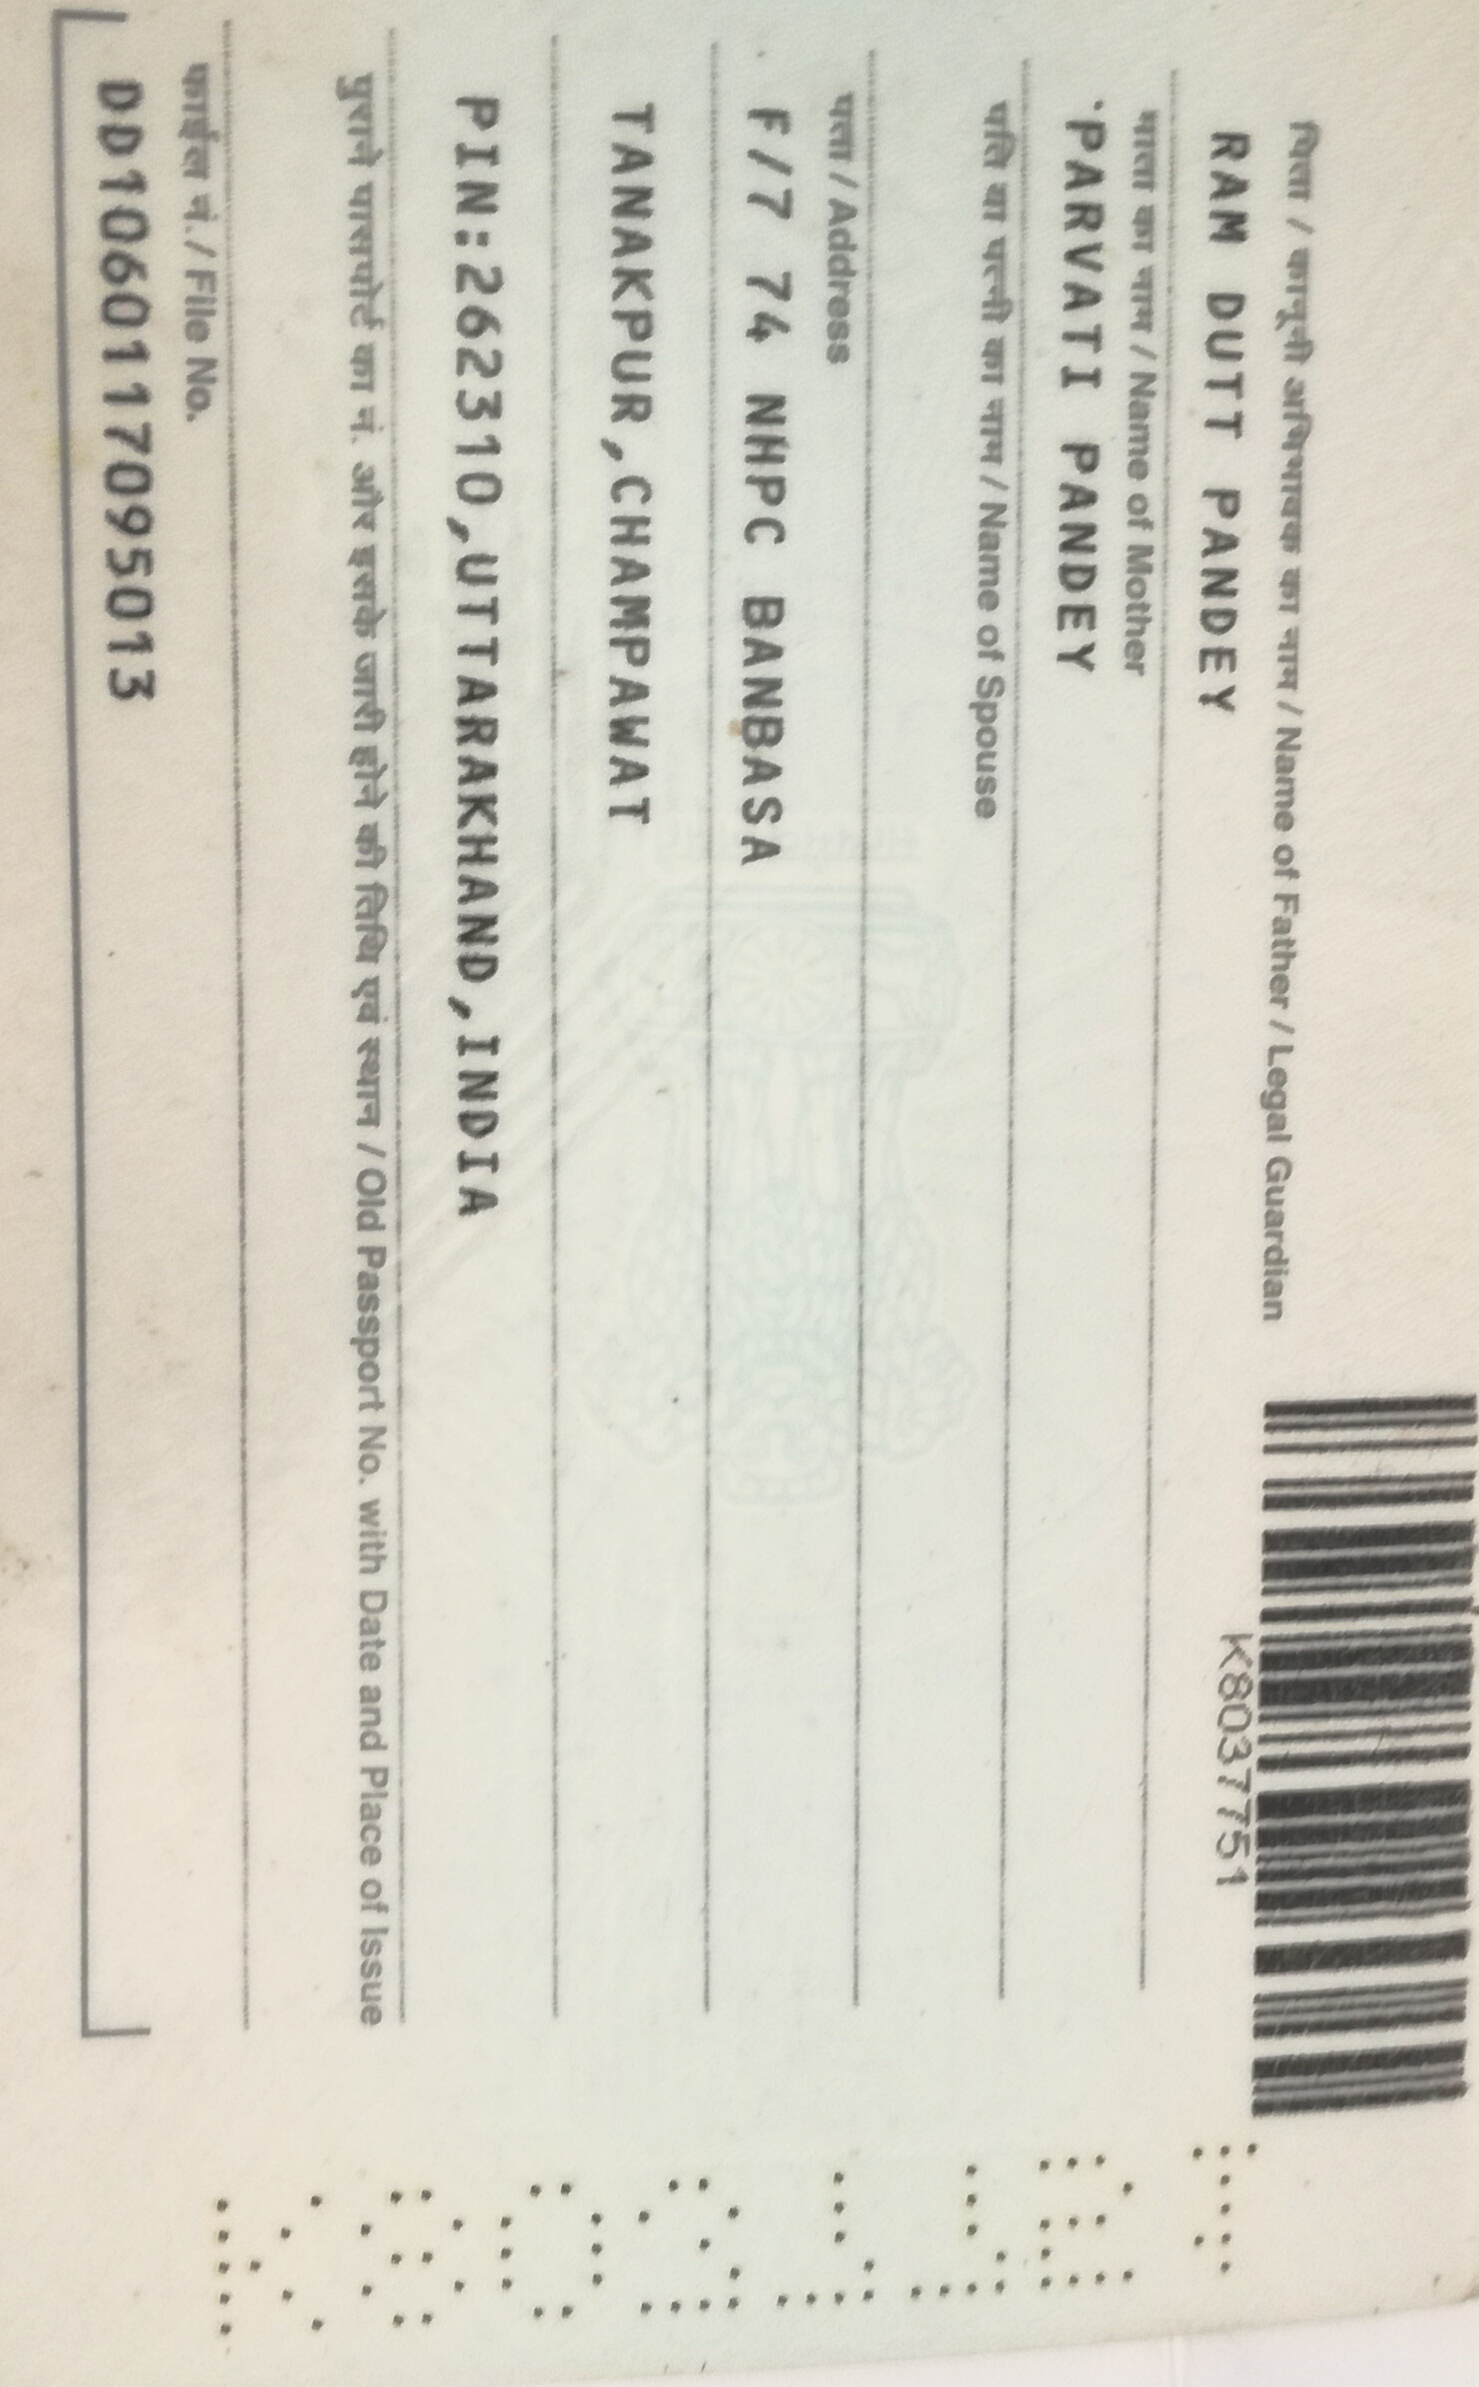 पिता / कानूनी अभिभावक का नाम / Name of Father / Legal Guardian
RAM DUTT PANDEY
K8037751
माता का नाम / Name of Mother
PARVATI PANDEY
पति या पत्नी का नाम / Name of Spouse
पता / Address
F/7 74 NHPC BANBASA
TANAKPUR,CHAMPAWAT
PIN:262310,UTTARAKHAND,INDIA
पुराने पासपोर्ट का नं. और इसके जारी होने की तिथि एवं स्थान / Old Passport No. with Date and Place of Issue
फाईल नं. / File No.
DD1060117095013
K8037751